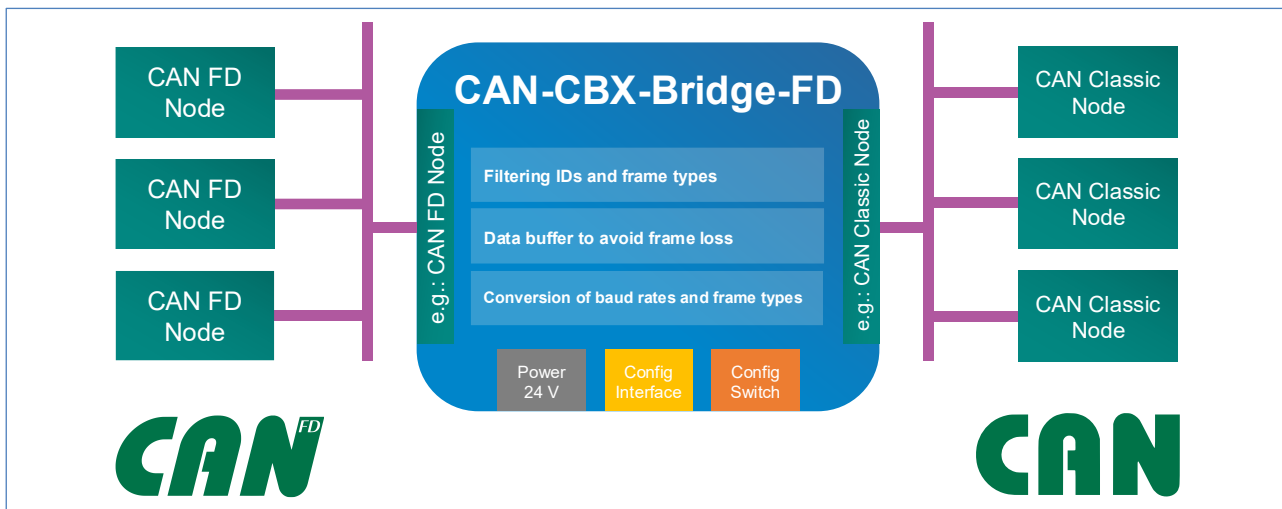 CAN FD
Node
CAN FD
Node
CAN FD
Node
CAN-CBX-Bridge-FD
e.g.: CAN FD Node
Filtering IDs and frame types
Data buffer to avoid frame loss
Conversion of baud rates and frame types
e.g.: CAN Classic Node
Power
24 V
Config
Interface
Config
Switch
CAN Classic
Node
CAN Classic
Node
CAN Classic
Node
CAN FD
CAN